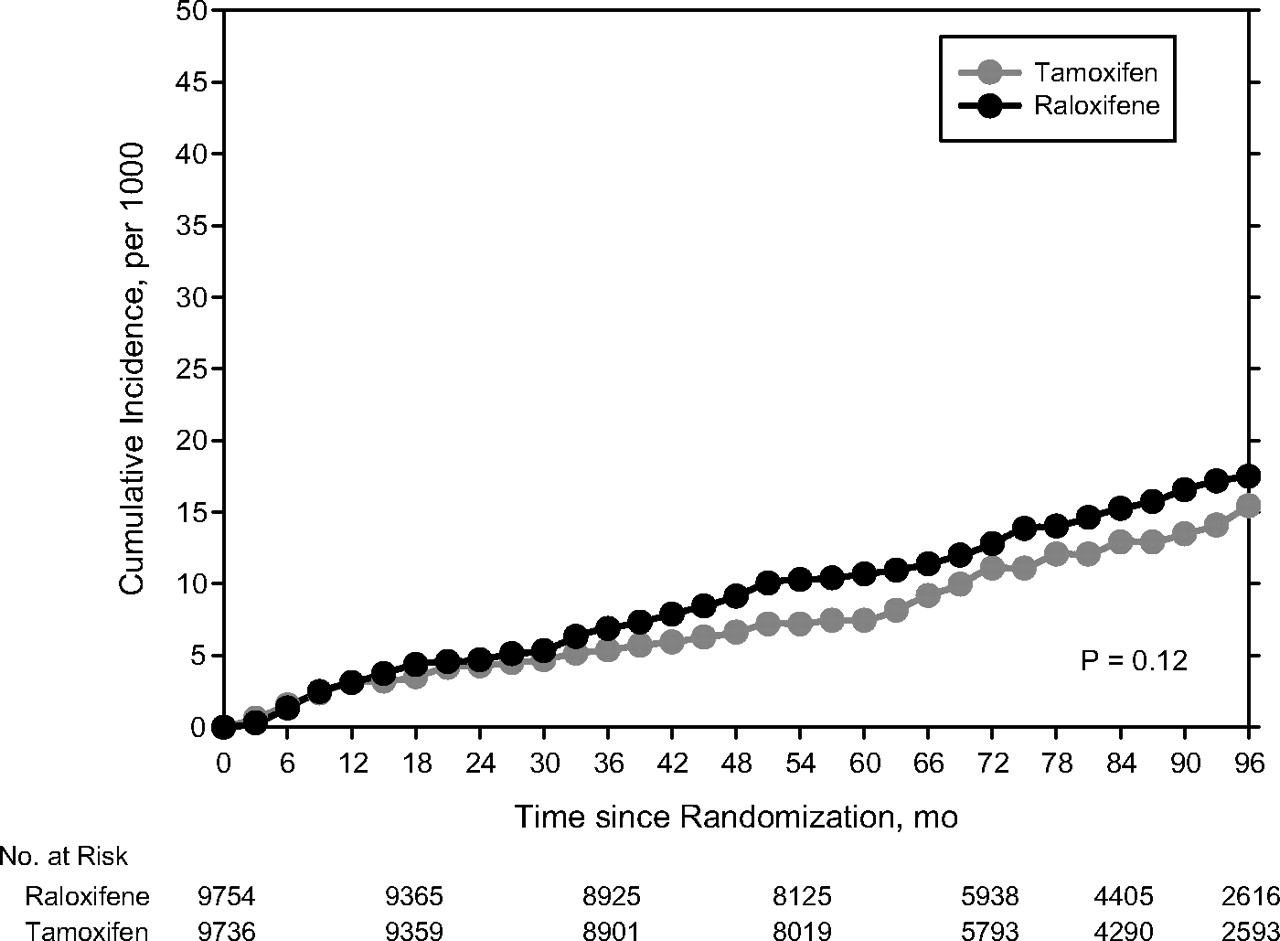 50
45
40
35
30
25
20
15
10
5
0
Cumulative Incidence, per 1000
Tamoxifen
Raloxifene
P = 0.12
0 6 12 18 24 30 36 42 48 54 60 66 72 78 84 90 96
Time since Randomization, mo
No. at Risk
Raloxifene 9754 9365 8925 8125 5938 4405 2616
Tamoxifen 9736 9359 8901 8019 5793 4290 2593